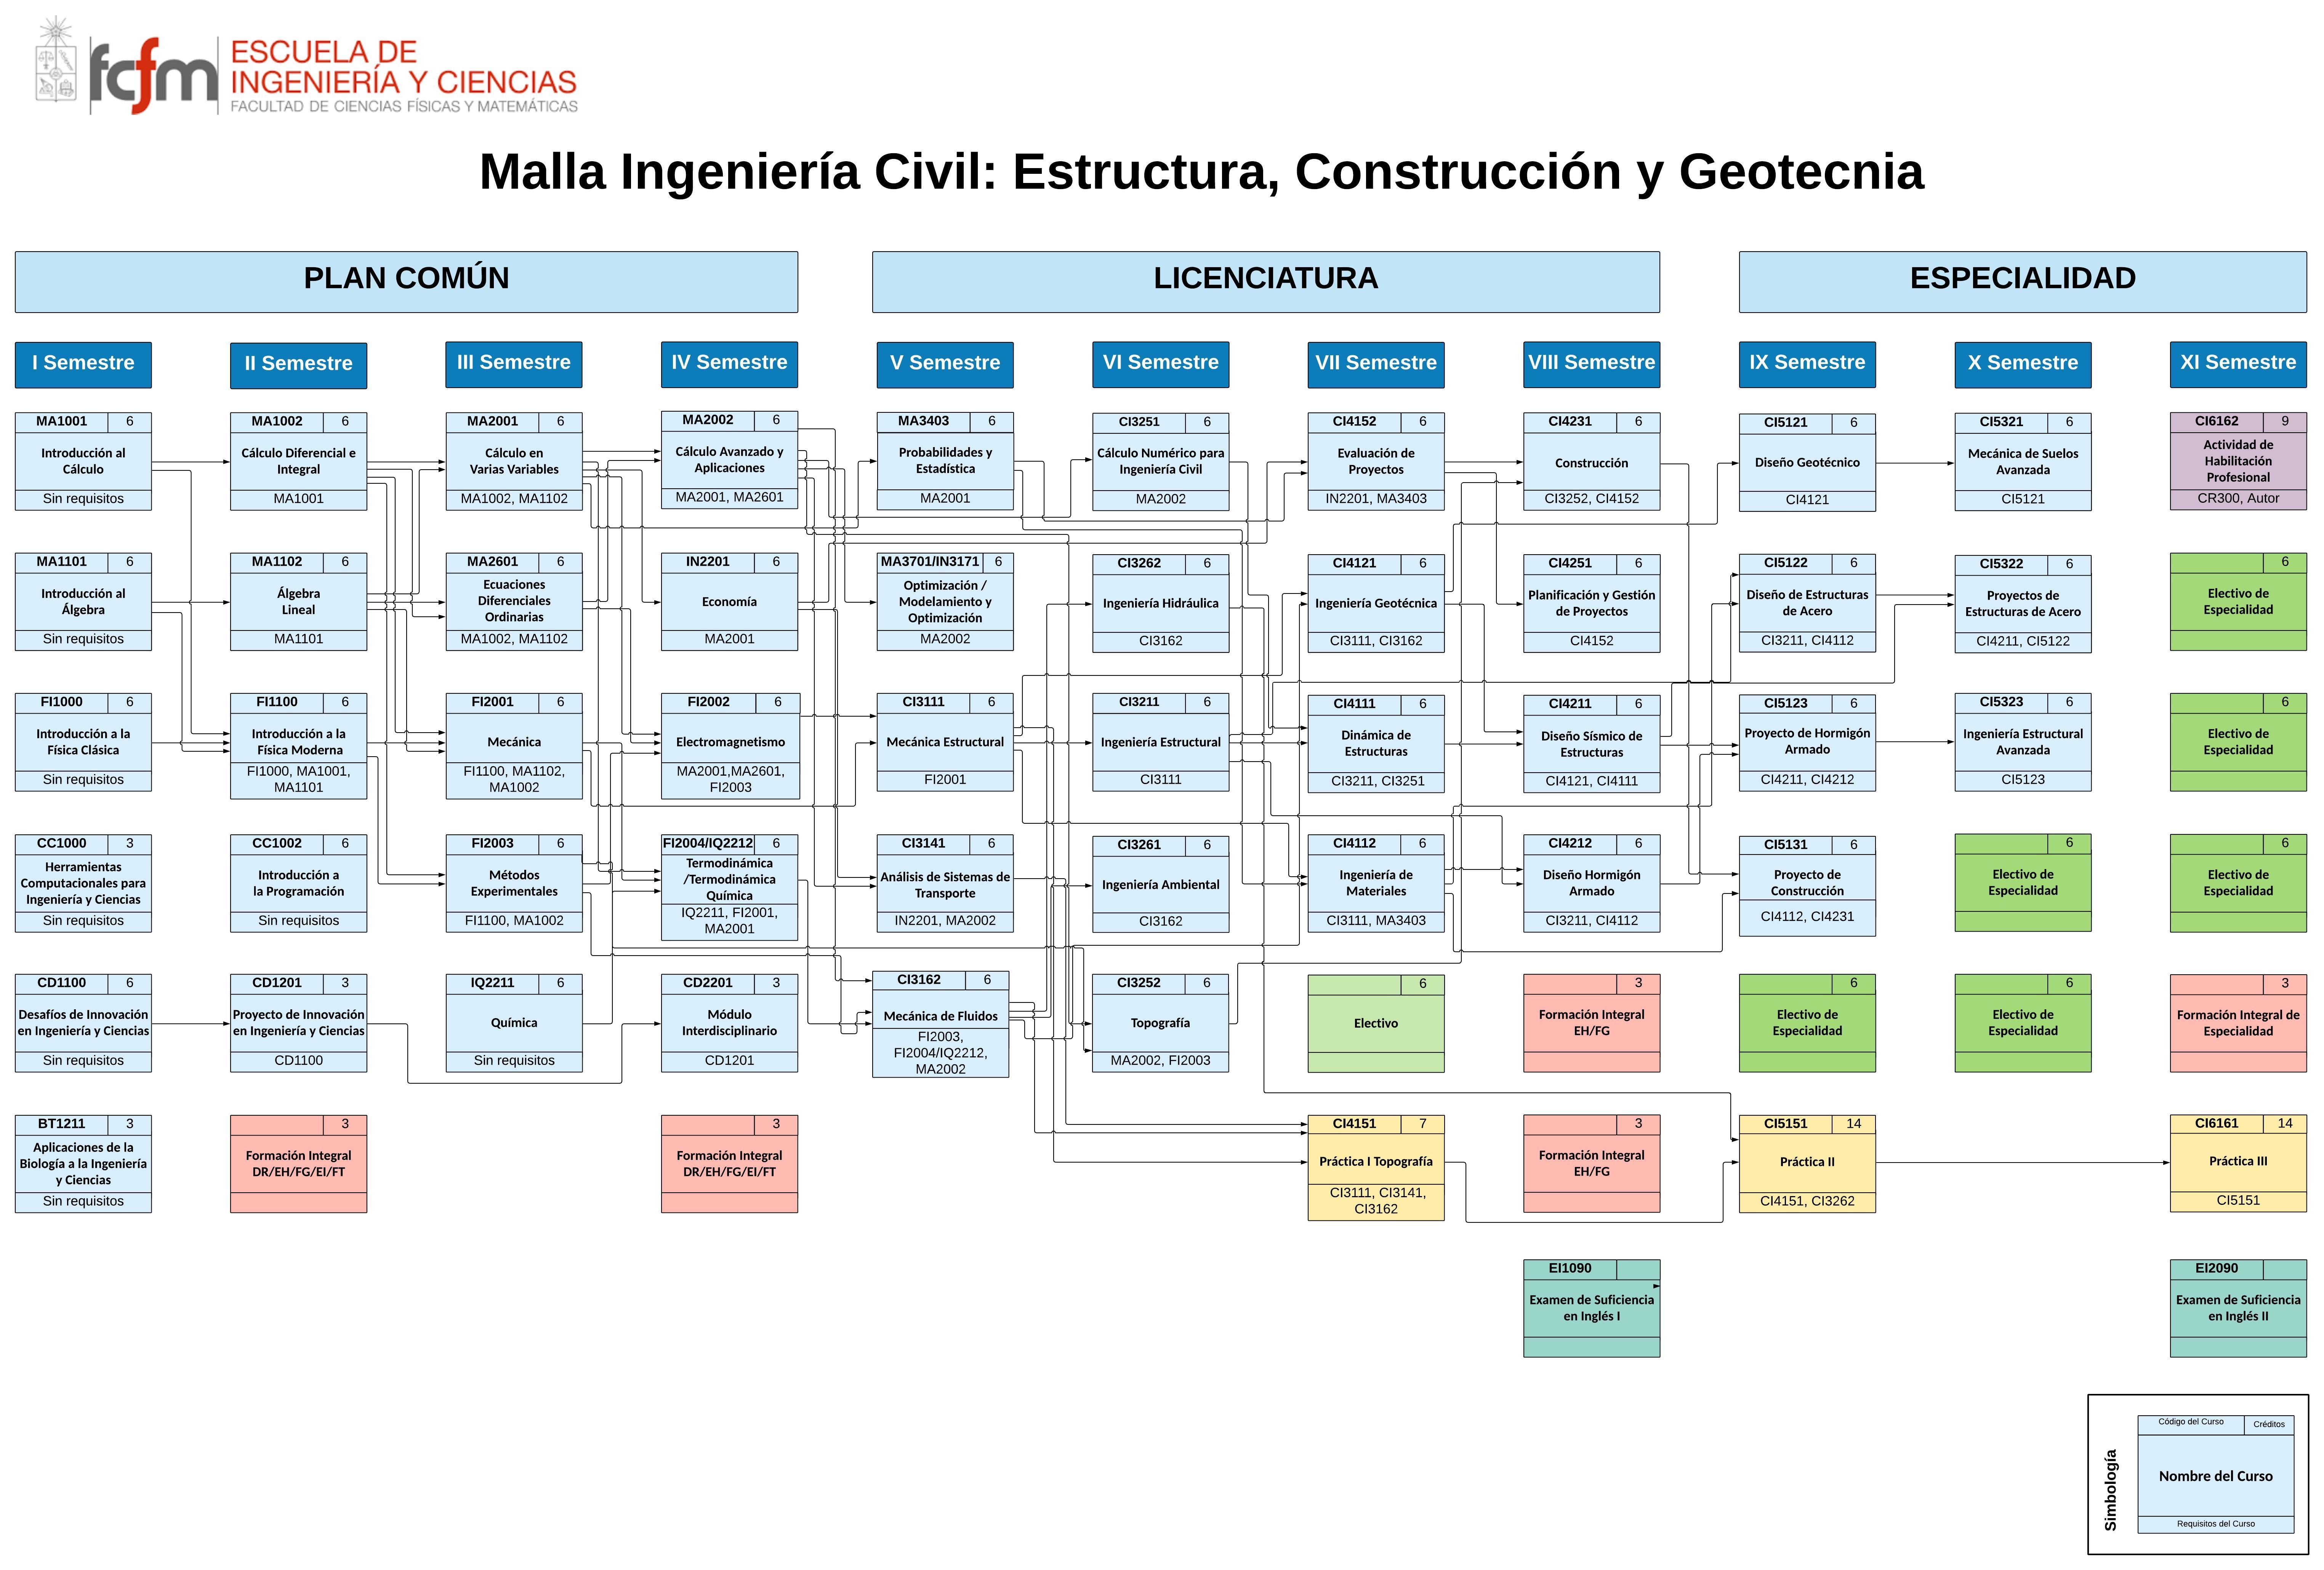 fcfm
ESCUELA DE
INGENIERÍA Y CIENCIAS
FACULTAD DE CIENCIAS FÍSICAS Y MATEMÁTICAS
Malla Ingeniería Civil: Estructura, Construcción y Geotecnia
PLAN COMÚN
LICENCIATURA
ESPECIALIDAD
I Semestre
II Semestre
III Semestre
IV Semestre
V Semestre
VI Semestre
VII Semestre
VIII Semestre
IX Semestre
X Semestre
XI Semestre
MA1001 6
Introducción al
Cálculo
Sin requisitos
MA1002 6
Cálculo Diferencial e
Integral
MA1001
MA2001 6
Cálculo en
Varias Variables
MA1002, MA1102
MA2002 6
Cálculo Avanzado y
Aplicaciones
MA2001, MA2601
MA3403 6
Probabilidades y
Estadística
MA2001
CI3251 6
Cálculo Numérico para
Ingeniería Civil
MA2002
CI4152 6
Evaluación de
Proyectos
IN2201, MA3403
CI4231 6
Construcción
CI3252, CI4152
CI5121 6
Diseño Geotécnico
CI4121
CI5321 6
Mecánica de Suelos
Avanzada
CI5121
CI6162 9
Actividad de
Habilitación
Profesional
CR300, Autor
MA1101 6
Introducción al
Álgebra
Sin requisitos
MA1102 6
Álgebra
Lineal
MA1101
MA2601 6
Ecuaciones
Diferenciales
Ordinarias
MA1002, MA1102
IN2201 6
Economía
MA2001
MA3701/IN3171 6
Optimización /
Modelamiento y
Optimización
MA2002
CI3262 6
Ingeniería Hidráulica
CI3162
CI4121 6
Ingeniería Geotécnica
CI3111, CI3162
CI4251 6
Planificación y Gestión
de Proyectos
CI4152
CI5122 6
Diseño de Estructuras
de Acero
CI3211, CI4112
CI5322 6
Proyectos de
Estructuras de Acero
CI4211, CI5122
6
Electivo de
Especialidad
FI1000 6
Introducción a la
Física Clásica
Sin requisitos
FI1100 6
Introducción a la
Física Moderna
FI1000, MA1001,
MA1101
FI2001 6
Mecánica
FI1100, MA1102,
MA1002
FI2002 6
Electromagnetismo
MA2001,MA2601,
FI2003
CI3111 6
Mecánica Estructural
FI2001
CI3211 6
Ingeniería Estructural
CI3111
CI4111 6
Dinámica de
Estructuras
CI3211, CI3251
CI4211 6
Diseño Sísmico de
Estructuras
CI4121, CI4111
CI5123 6
Proyecto de Hormigón
Armado
CI4211, CI4212
CI5323 6
Ingeniería Estructural
Avanzada
CI5123
6
Electivo de
Especialidad
CC1000 3
Herramientas
Computacionales para
Ingeniería y Ciencias
Sin requisitos
CC1002 6
Introducción a
la Programación
Sin requisitos
FI2003 6
Métodos
Experimentales
FI1100, MA1002
FI2004/IQ2212 6
Termodinámica
/Termodinámica
Química
IQ2211, FI2001,
MA2001
CI3141 6
Análisis de Sistemas de
Transporte
IN2201, MA2002
CI3261 6
Ingeniería Ambiental
CI3162
CI4112 6
Ingeniería de
Materiales
CI3111, MA3403
CI4212 6
Diseño Hormigón
Armado
CI3211, CI4112
CI5131 6
Proyecto de
Construcción
CI4112, CI4231
6
Electivo de
Especialidad
6
Electivo de
Especialidad
CD1100 6
Desafíos de Innovación
en Ingeniería y Ciencias
Sin requisitos
CD1201 3
Proyecto de Innovación
en Ingeniería y Ciencias
CD1100
IQ2211 6
Química
Sin requisitos
CD2201 3
Módulo
Interdisciplinario
CD1201
CI3162 6
Mecánica de Fluidos
FI2003,
FI2004/IQ2212,
MA2002
CI3252 6
Topografía
MA2002, FI2003
6
Electivo
3
Formación Integral
EH/FG
6
Electivo de
Especialidad
6
Electivo de
Especialidad
3
Formación Integral de
Especialidad
BT1211 3
Aplicaciones de la
Biología a la Ingeniería
y Ciencias
Sin requisitos
3
Formación Integral
DR/EH/FG/EI/FT
3
Formación Integral
DR/EH/FG/EI/FT
CI4151 7
Práctica I Topografía
CI3111, CI3141,
CI3162
3
Formación Integral
EH/FG
CI5151 14
Práctica II
CI4151, CI3262
CI6161 14
Práctica III
CI5151
EI1090
Examen de Suficiencia
en Inglés I
EI2090
Examen de Suficiencia
en Inglés II
Simbología
Código del Curso Créditos
Nombre del Curso
Requisitos del Curso